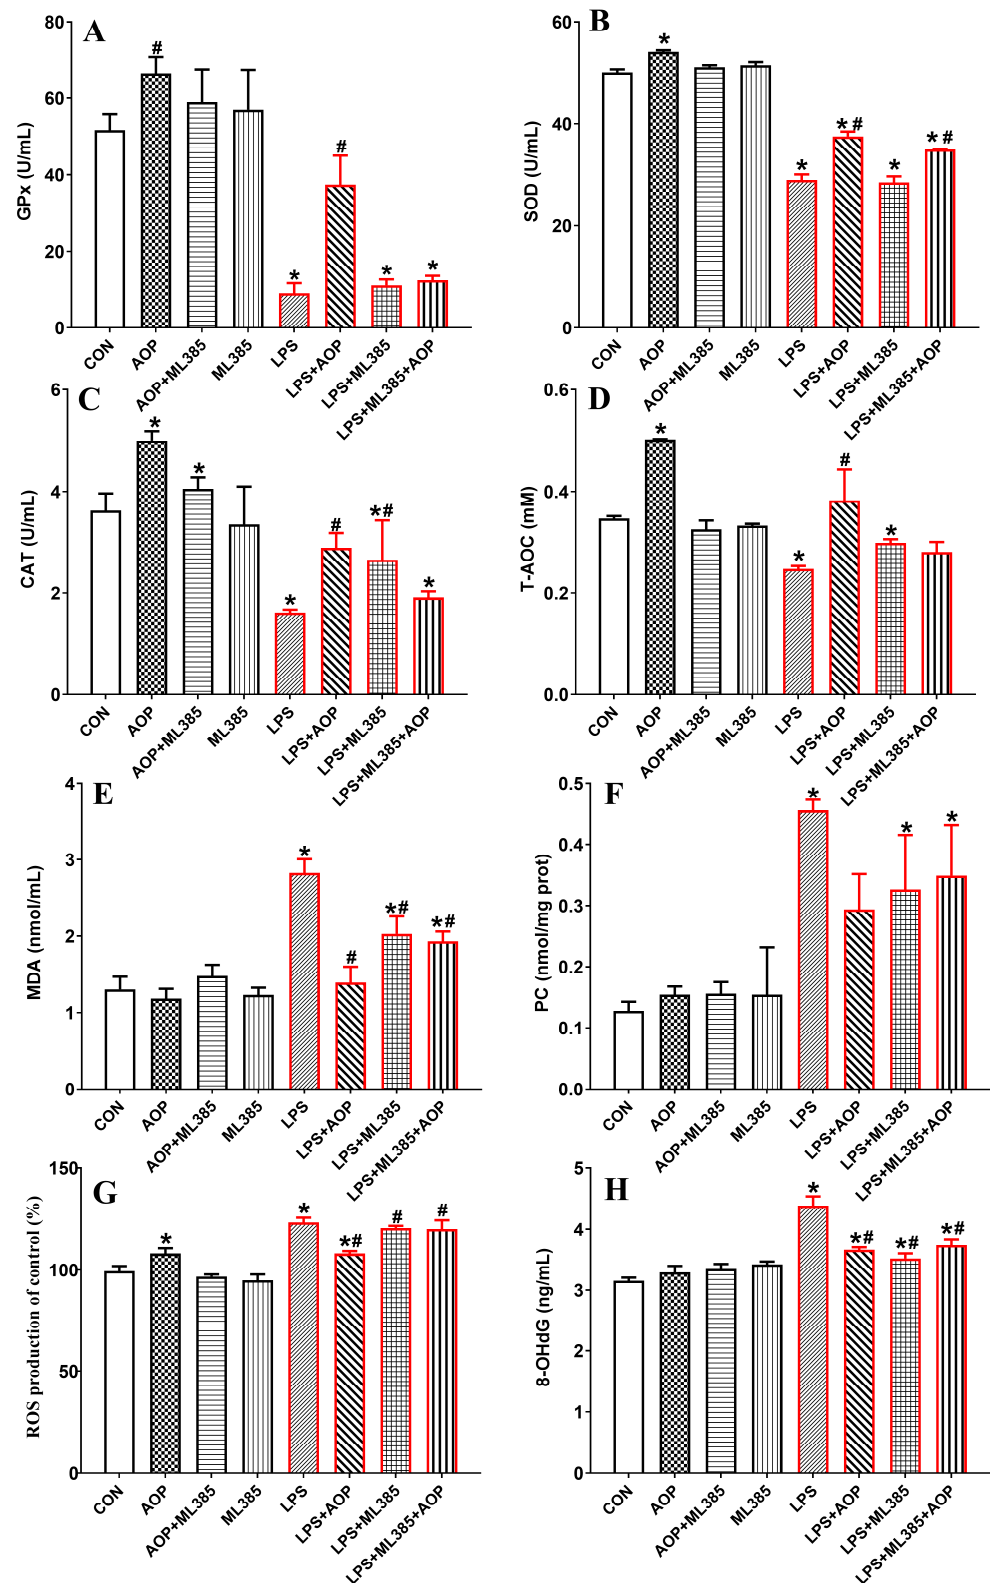 A
GPx (U/mL)
80
60
40
20
0
#
*
#
*
*
CON
AOP
AOP+ML385
ML385
LPS
LPS+AOP
LPS+ML385
LPS+ML385+AOP
B
SOD (U/mL)
60
40
20
0
*
*
*#
*
*#
CON
AOP
AOP+ML385
ML385
LPS
LPS+AOP
LPS+ML385
LPS+ML385+AOP
C
CAT (U/mL)
6
4
2
0
*
*
*
#
*#
*
CON
AOP
AOP+ML385
ML385
LPS
LPS+AOP
LPS+ML385
LPS+ML385+AOP
D
T-AOC (mM)
0.6
0.4
0.2
0.0
*
*
#
*
CON
AOP
AOP+ML385
ML385
LPS
LPS+AOP
LPS+ML385
LPS+ML385+AOP
E
MDA (nmol/mL)
4
3
2
1
0
*
#
*#
*#
CON
AOP
AOP+ML385
ML385
LPS
LPS+AOP
LPS+ML385
LPS+ML385+AOP
F
PC (nmol/mg prot)
0.5
0.4
0.3
0.2
0.1
0.0
*
*
*
CON
AOP
AOP+ML385
ML385
LPS
LPS+AOP
LPS+ML385
LPS+ML385+AOP
G
ROS production of control (%)
150
100
50
0
*
*
*#
#
#
CON
AOP
AOP+ML385
ML385
LPS
LPS+AOP
LPS+ML385
LPS+ML385+AOP
H
8-OHdG (ng/mL)
5
4
3
2
1
0
*
*#
*#
*#
CON
AOP
AOP+ML385
ML385
LPS
LPS+AOP
LPS+ML385
LPS+ML385+AOP